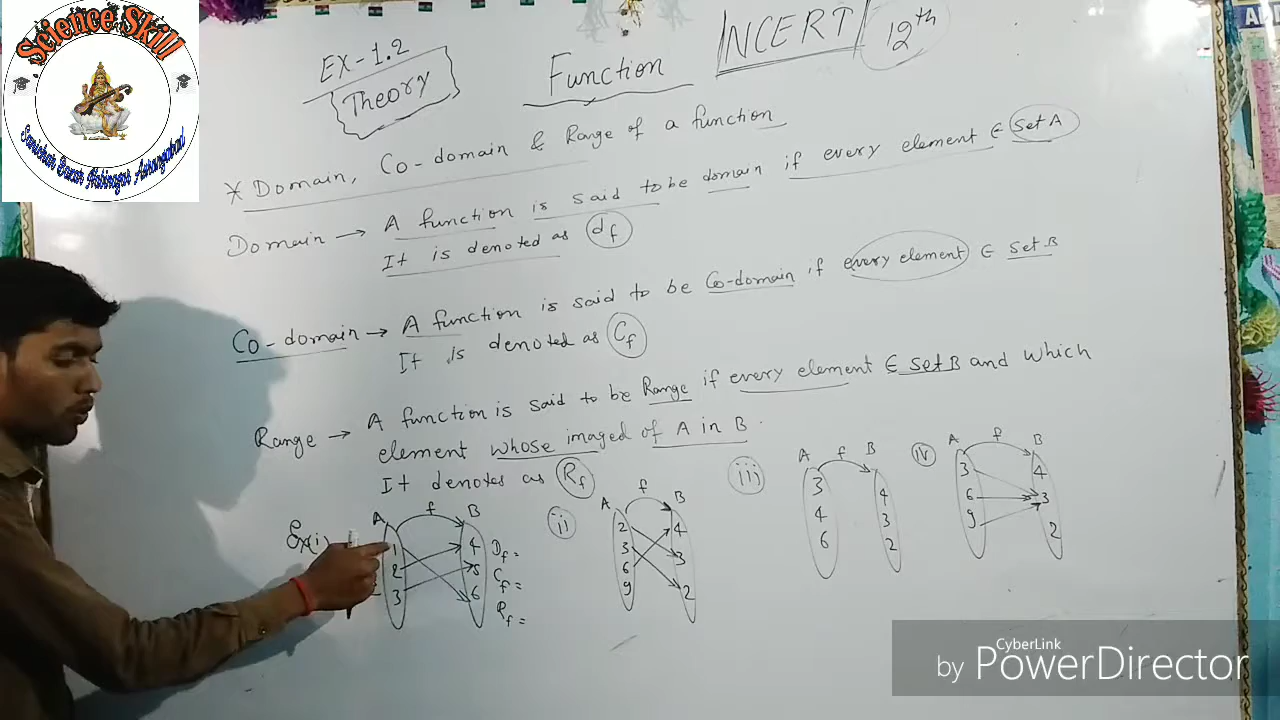 Science Skill
EX-1.2
Theory
Function
NCERT
12th
* Domain, Co-domain & Range of a function
Domain → A function is said to be domain if every element ∈ Set A
It is denoted as df
Co-domain → A function is said to be Co-domain if every element ∈ Set B
It is denoted as Cf
Range → A function is said to be Range if every element ∈ Set B and which
element whose imaged of A in B.
It denotes as Rf
Ex(i)
A f B
1 4
2 5
3 6
Df =
Cf =
Rf =
ii
A f B
2 4
3 3
6 2
9
iii
A f B
3 4
4 3
6 2
iv
A f B
3 4
6 3
9 2
CyberLink
by PowerDirector